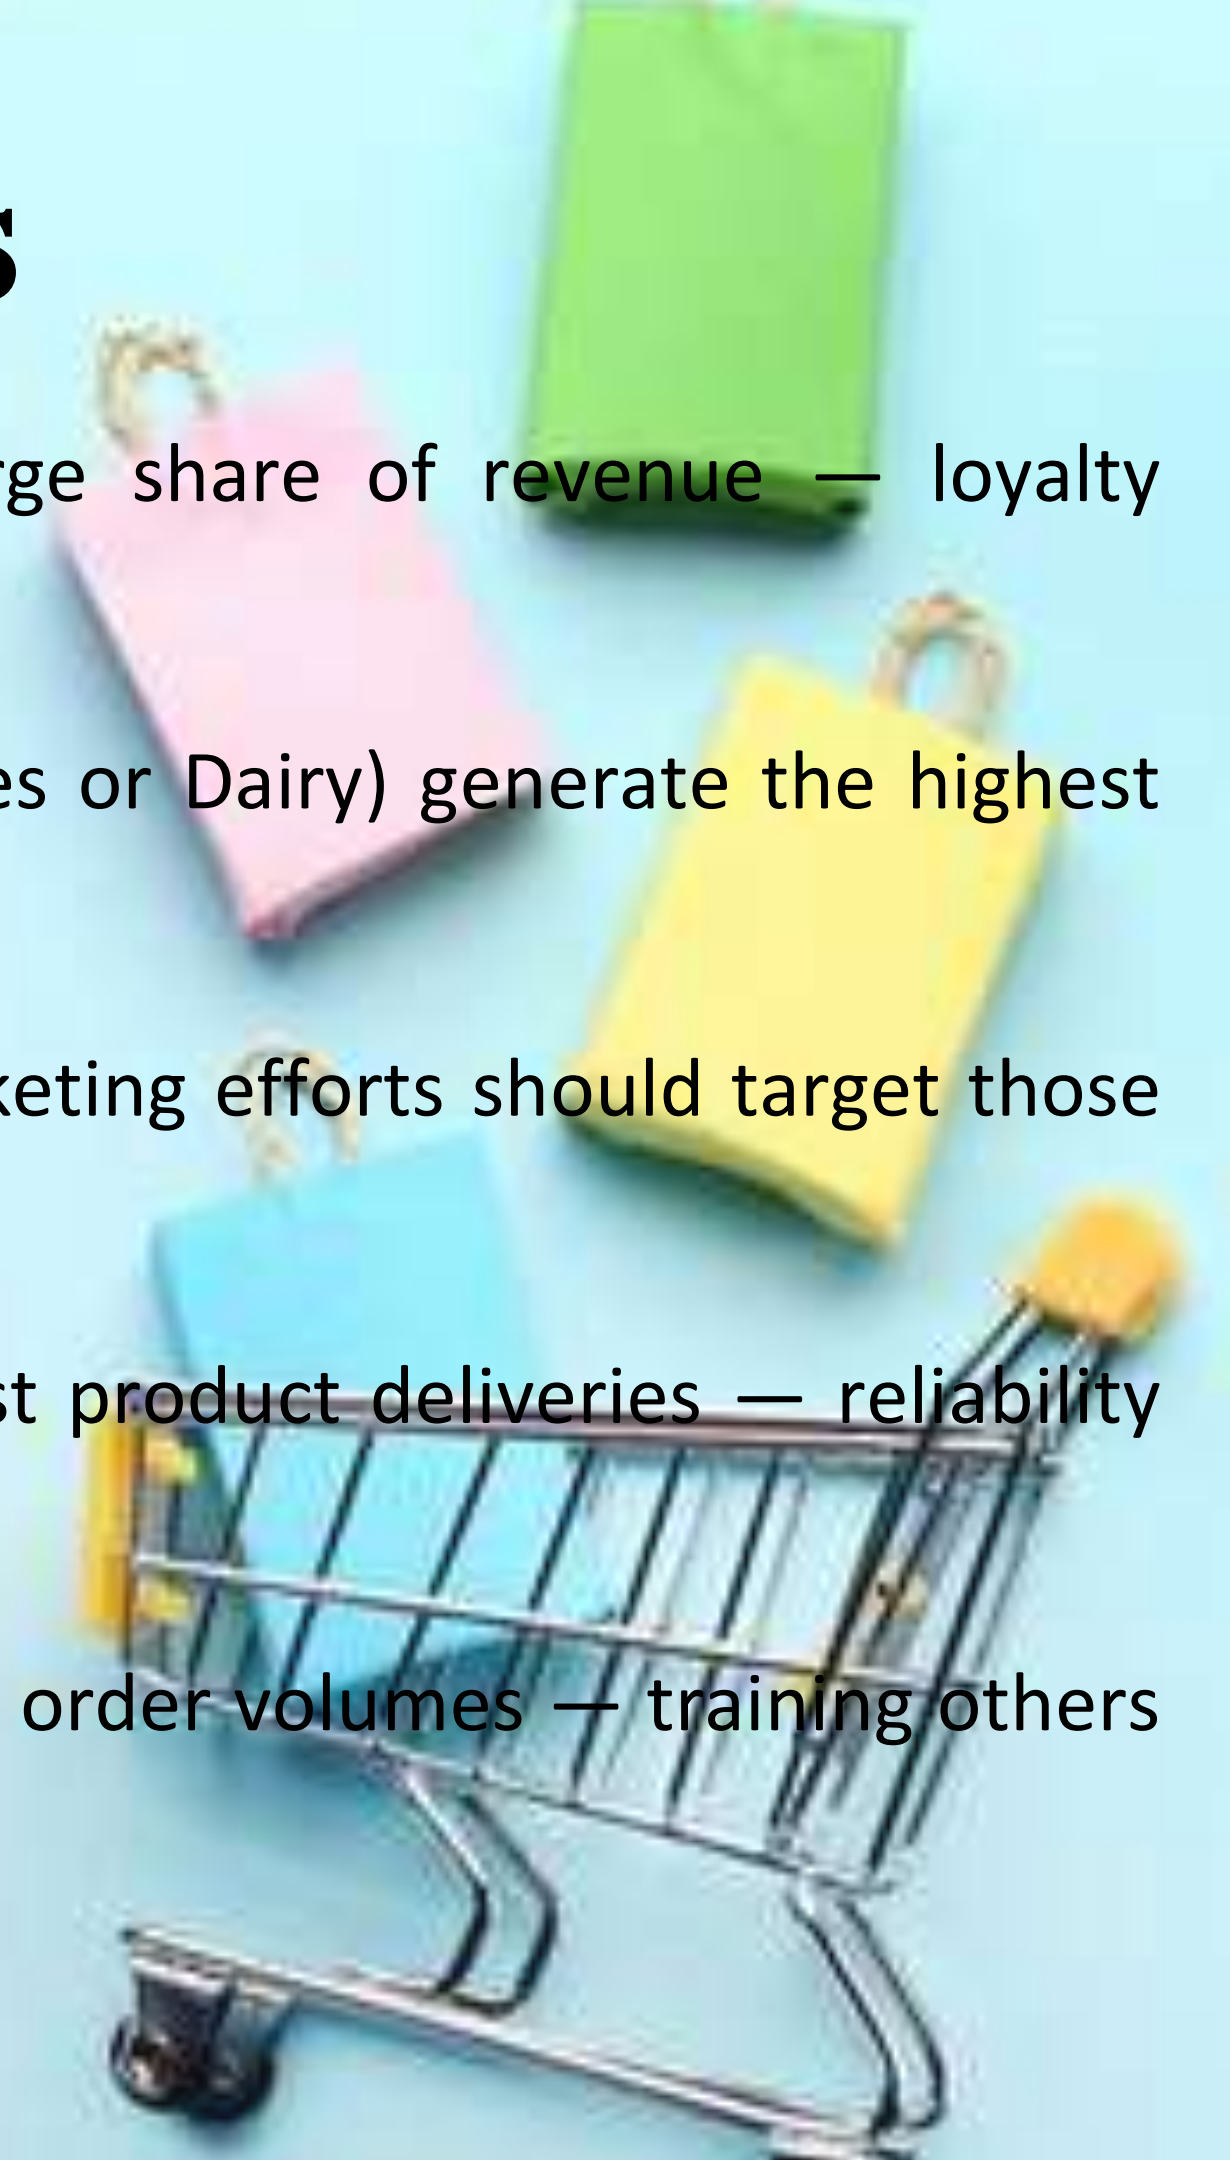 s
rge share of revenue — loyalty
es or Dairy) generate the highest
keting efforts should target those
st product deliveries — reliability
order volumes — training others